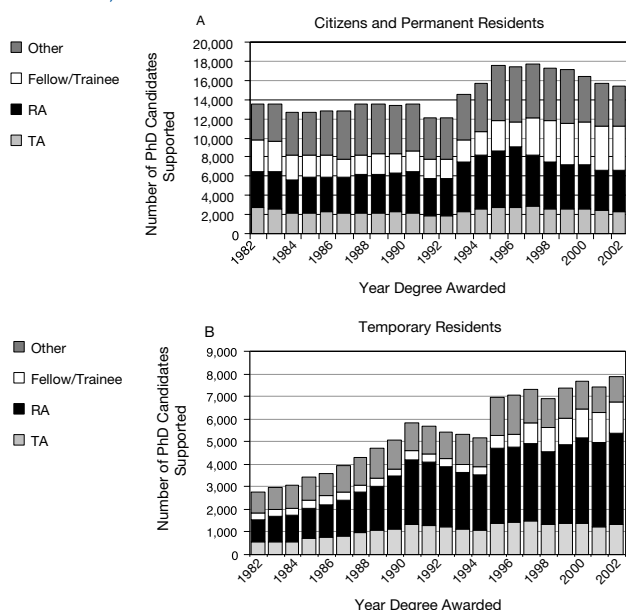 A
Citizens and Permanent Residents
Other
Fellow/Trainee
RA
TA
Number of PhD Candidates
Supported
20,000
18,000
16,000
14,000
12,000
10,000
8,000
6,000
4,000
2,000
0
1982
1984
1986
1988
1990
1992
1994
1996
1998
2000
2002
Year Degree Awarded
B
Temporary Residents
Other
Fellow/Trainee
RA
TA
Number of PhD Candidates
Supported
9,000
8,000
7,000
6,000
5,000
4,000
3,000
2,000
1,000
0
1982
1984
1986
1988
1990
1992
1994
1996
1998
2000
2002
Year Degree Awarded